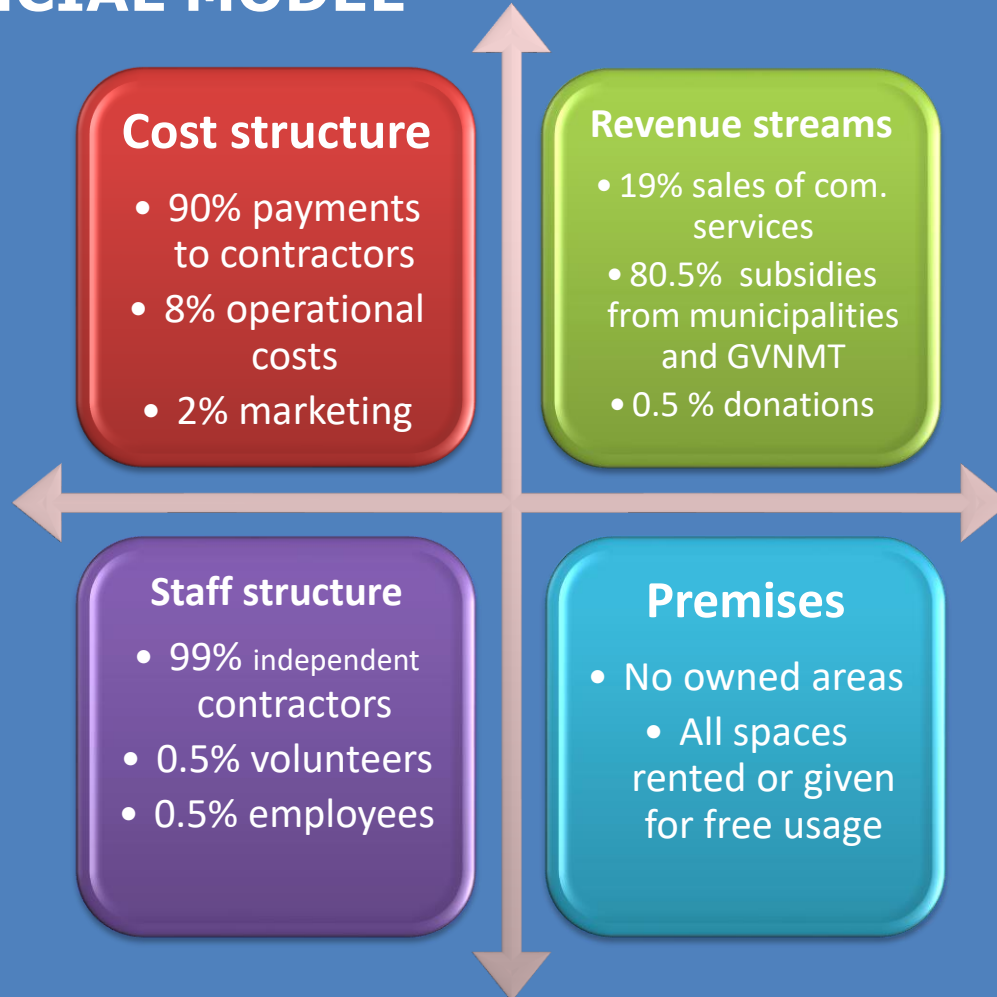 MODEL
Cost structure
• 90% payments
to contractors
• 8% operational
costs
• 2% marketing
Revenue streams
• 19% sales of com.
services
• 80.5% subsidies
from municipalities
and GVNMT
• 0.5 % donations
Staff structure
• 99% independent
contractors
• 0.5% volunteers
• 0.5% employees
Premises
• No owned areas
• All spaces
rented or given
for free usage